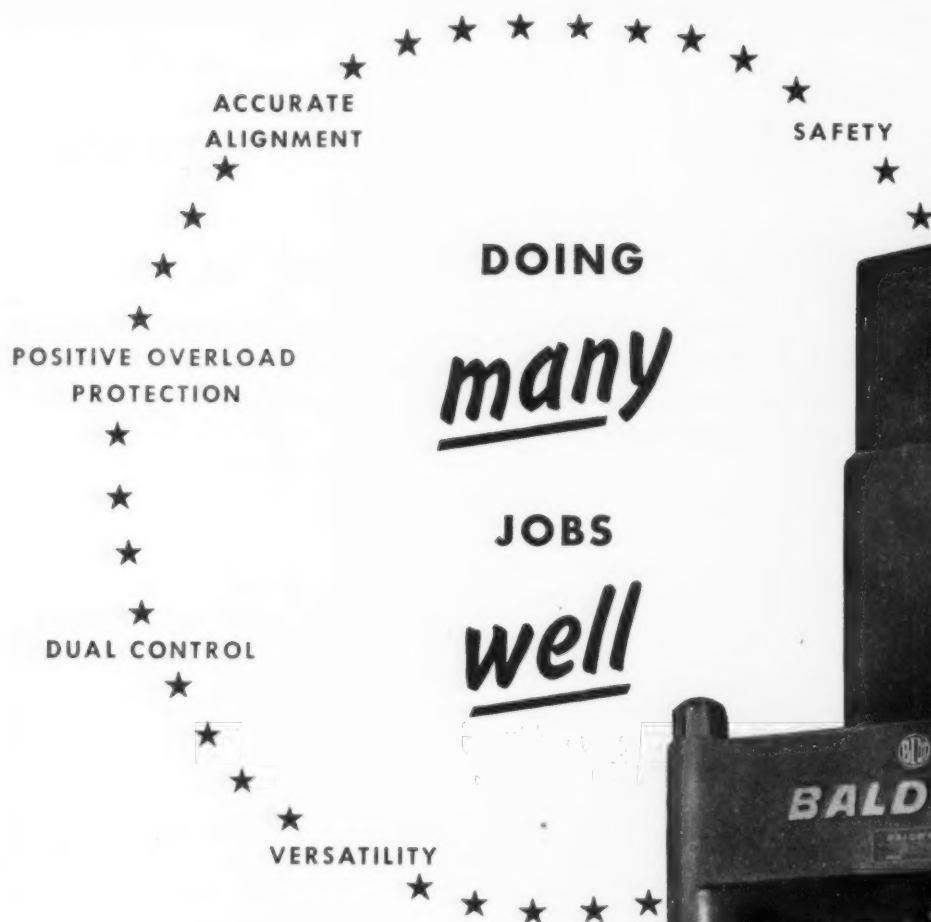 ACCURATE
ALIGNMENT
SAFETY
DOING
many
POSITIVE OVERLOAD
PROTECTION
JOBS
well
DUAL CONTROL
BALD
VERSATILITY